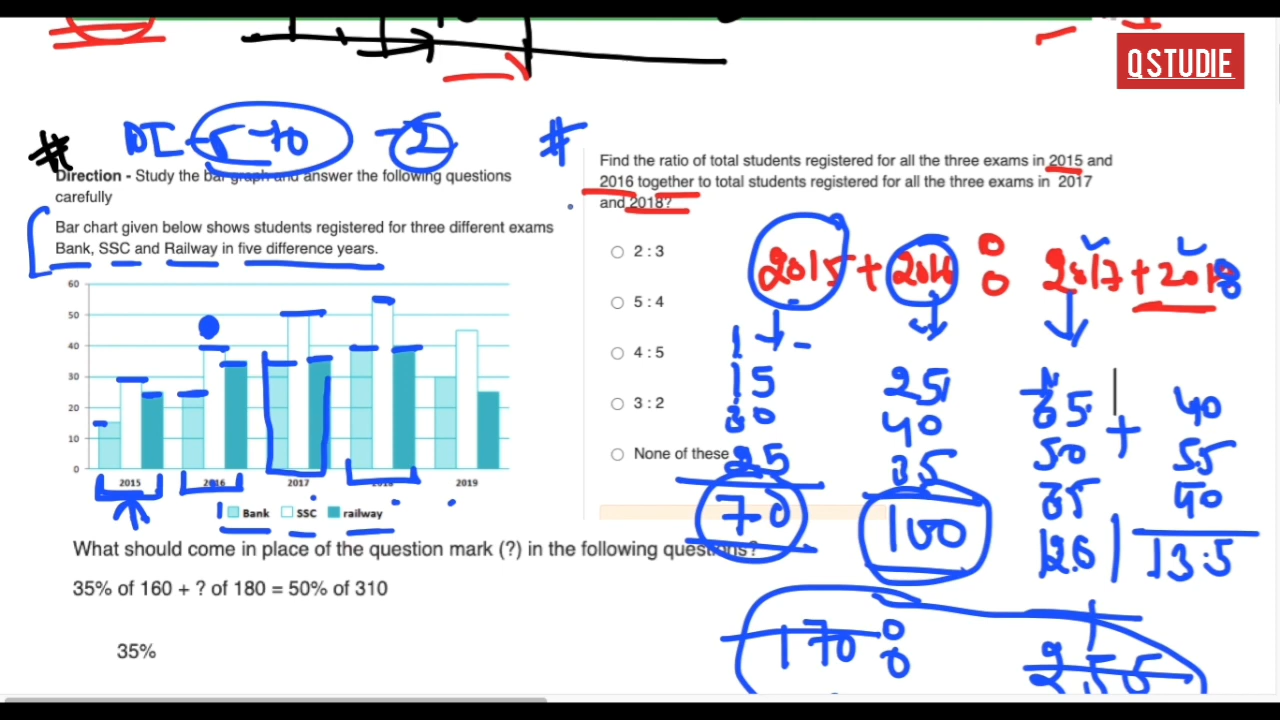 QSTUDIE
# DI - 5-10 - 2 #
Direction - Study the bar graph and answer the following questions
carefully
Bar chart given below shows students registered for three different exams
Bank, SSC and Railway in five difference years.
60
50
40
30
20
10
0
2015 2016 2017 2018 2019
Bank SSC railway
Find the ratio of total students registered for all the three exams in 2015 and
2016 together to total students registered for all the three exams in 2017
and 2018?
2 : 3
5 : 4
4 : 5
3 : 2
None of these
2015 + 2016 : 2017 + 2018
15 25 35 + 40
30 40 50 55
25 35 35 40
70 100 120 135
170 : 255
What should come in place of the question mark (?) in the following questions?
35% of 160 + ? of 180 = 50% of 310
35%